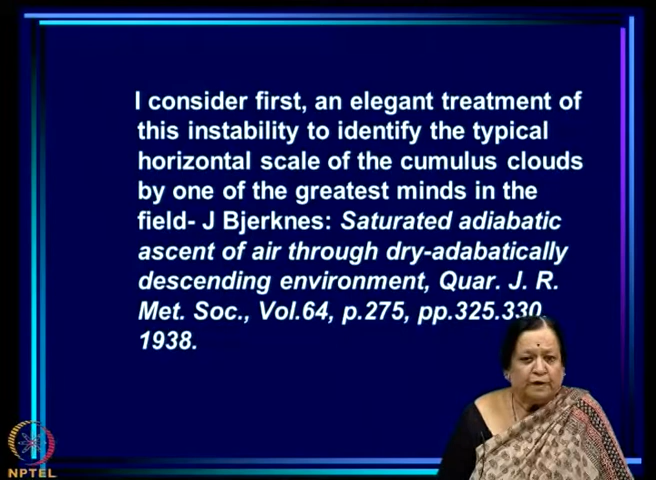 I consider first, an elegant treatment of
this instability to identify the typical
horizontal scale of the cumulus clouds
by one of the greatest minds in the
field- J Bjerknes: Saturated adiabatic
ascent of air through dry-adabatically
descending environment, Quar. J. R.
Met. Soc., Vol.64, p.275, pp.325.330
1938.
NPTEL